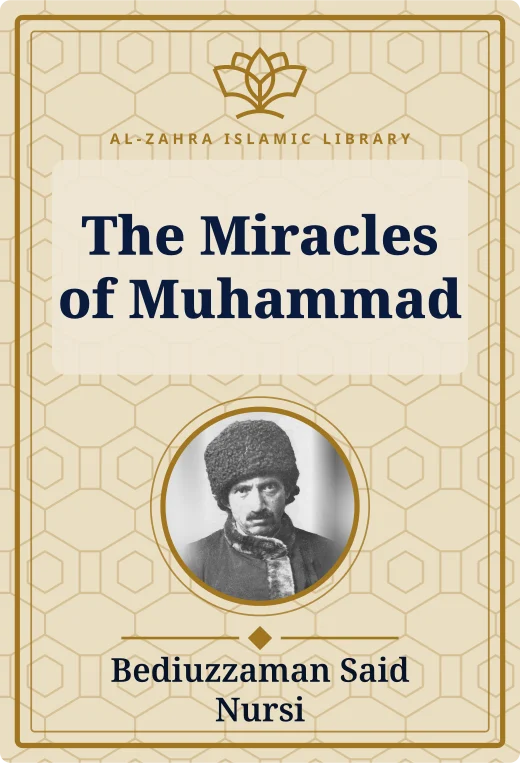 AL-ZAHRA ISLAMIC LIBRARY
The Miracles
of Muhammad
Bediuzzaman Said
Nursi